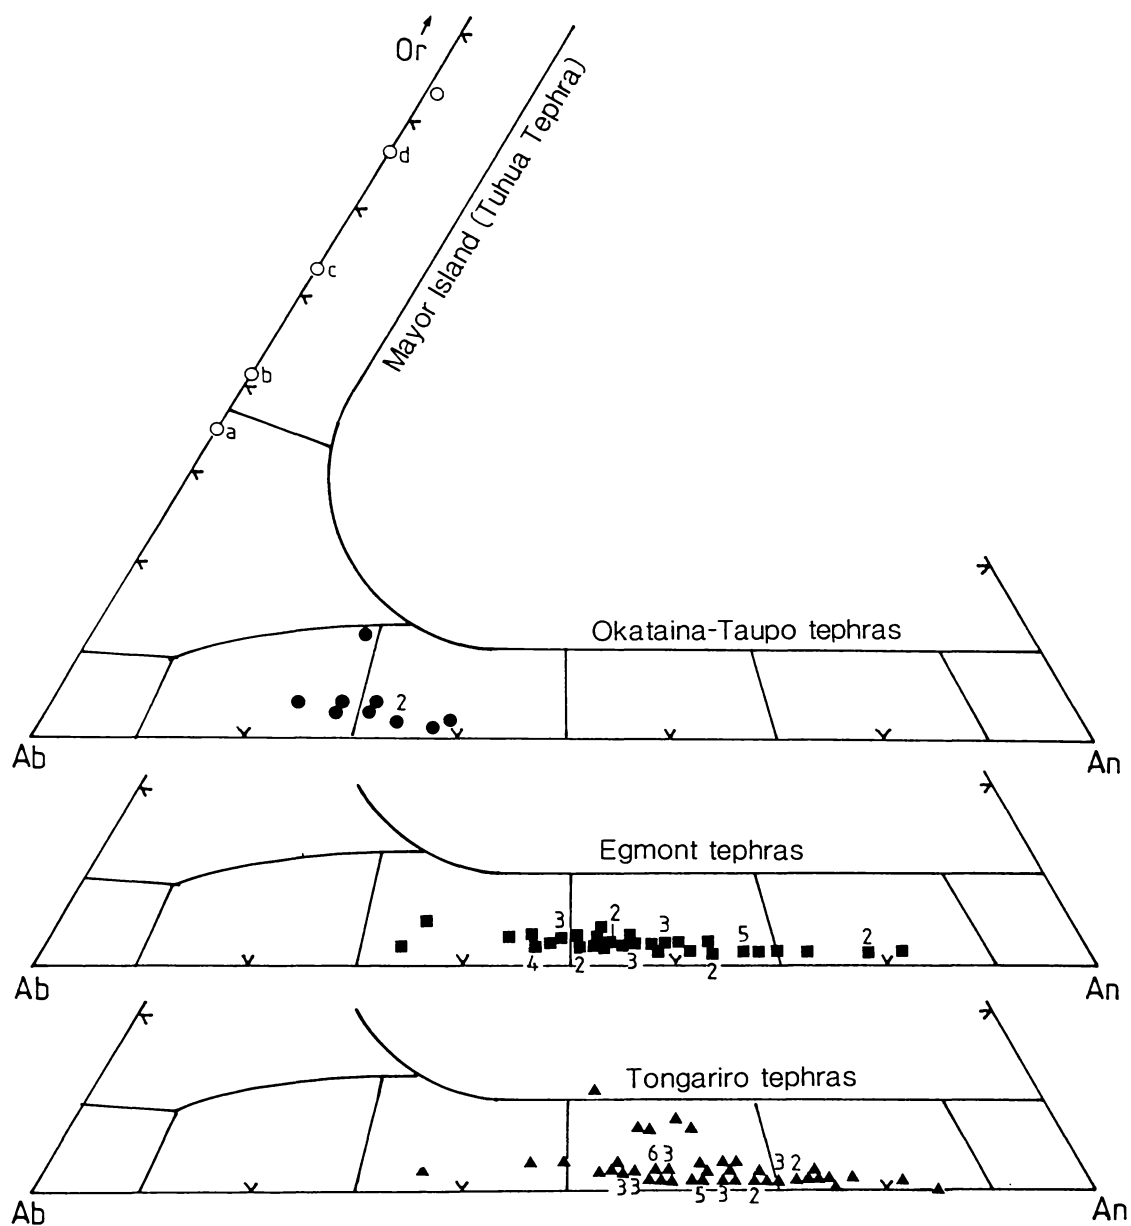 Or
d
Mayor Island (Tuhua Tephra)
c
b
a
Okataina-Taupo tephras
2
Ab An
Egmont tephras
3 2 3 5 2
4 2 3 2
Ab An
Tongariro tephras
6 3 3 2
3 3 5 3 2
Ab An